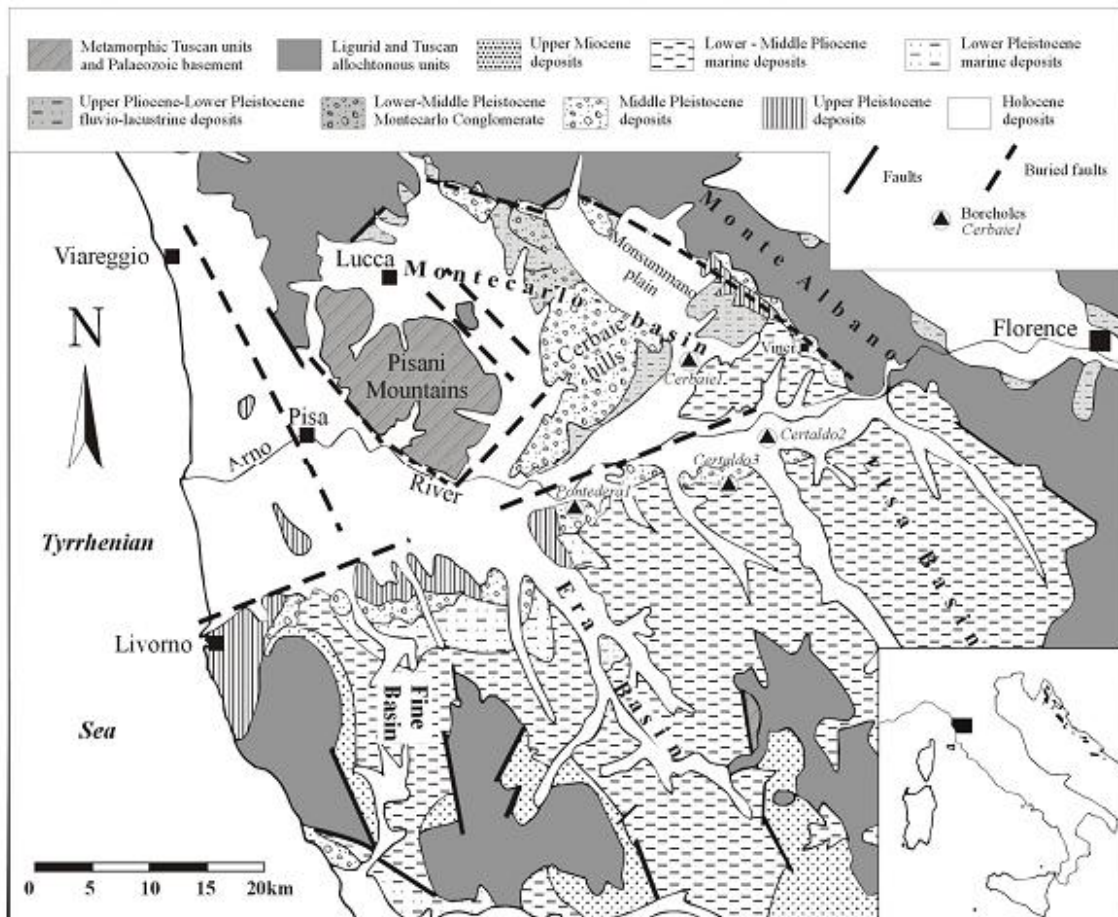 Metamorphic Tuscan units
and Palaeozoic basement
Ligurid and Tuscan
allochtonous units
Upper Miocene
deposits
Lower - Middle Pliocene
marine deposits
Lower Pleistocene
marine deposits
Upper Pliocene-Lower Pleistocene
fluvio-lacustrine deposits
Lower-Middle Pleistocene
Montecarlo Conglomerate
Middle Pleistocene
deposits
Upper Pleistocene
deposits
Holocene
deposits
Faults
Buried faults
Boreholes
Cerbaie1
Viareggio
Lucca
Montecarlo basin
Monsummano
plain
Monte Albano
Florence
N
Pisani
Mountains
Cerbaie
hills
Vinci
Cerbaie1
Pisa
Arno
River
Certaldo2
Certaldo3
Pontedera1
Elsa Basin
Tyrrhenian
Sea
Livorno
Fine
Basin
Era Basin
0 5 10 15 20km